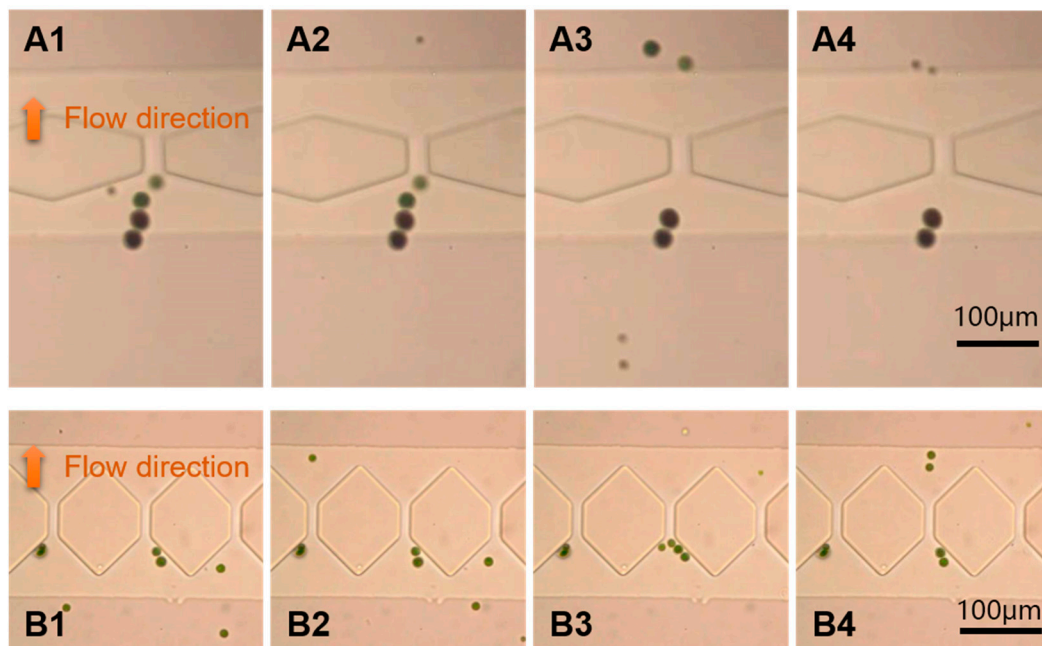 A1 A2 A3 A4
Flow direction
100µm
Flow direction
B1 B2 B3 B4
100µm